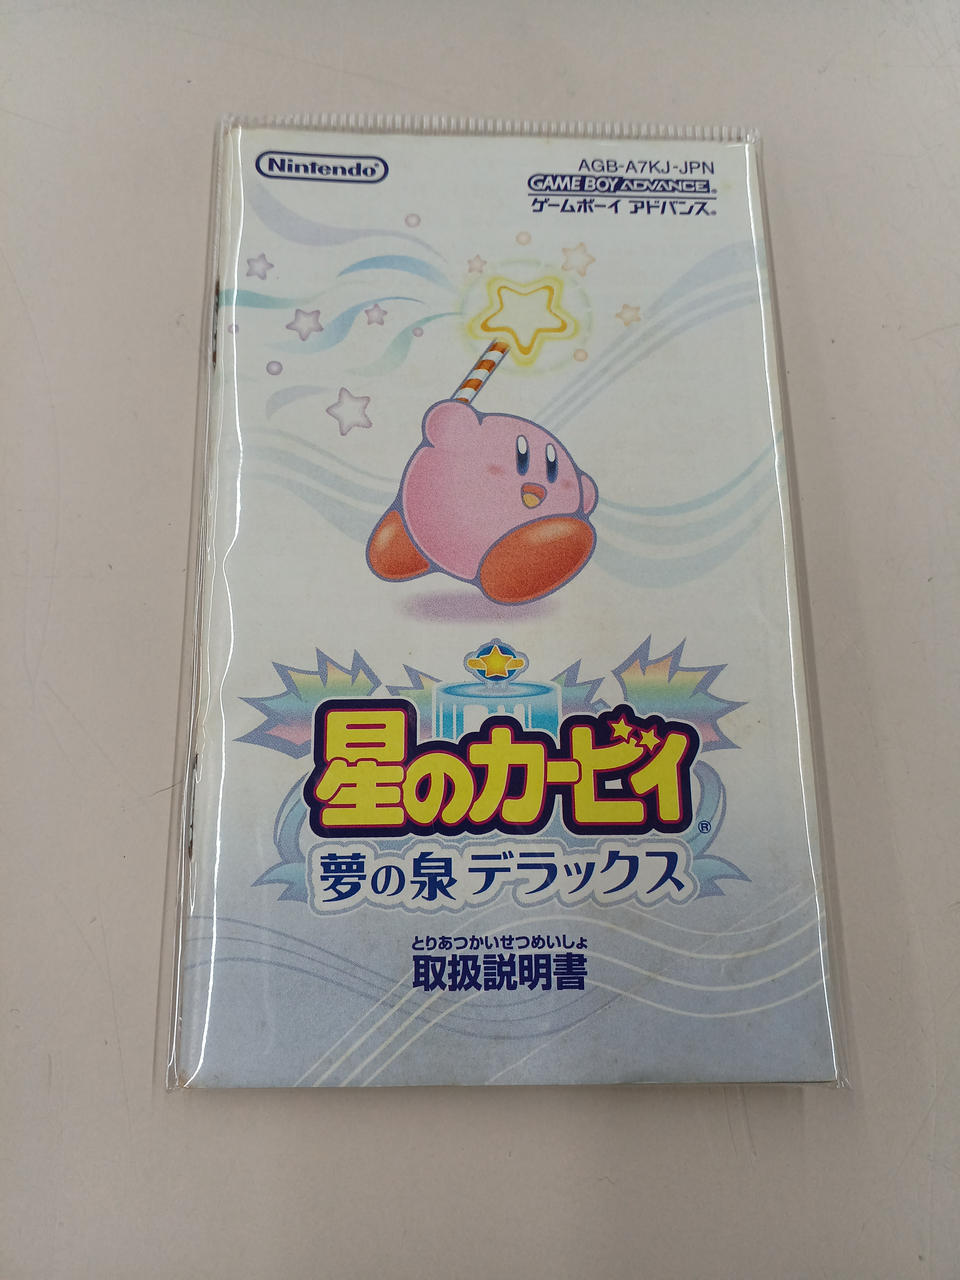 Nintendo®
AGB-A7KJ-JPN
GAME BOY ADVANCE®
ゲームボーイ アドバンス®
星のカービィ®
夢の泉 デラックス
とりあつかいせつめいしょ
取扱説明書